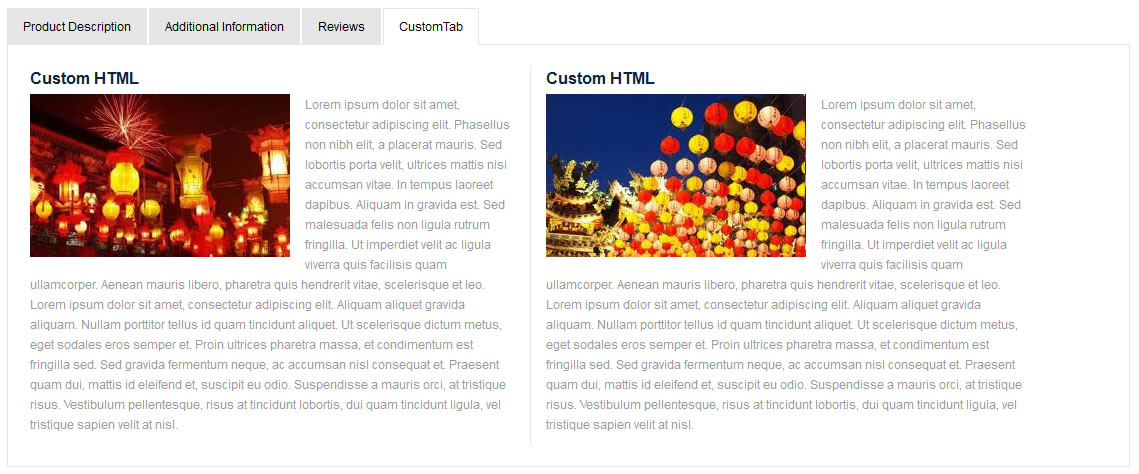 Product Description
Additional Information
Reviews
CustomTab
Custom HTML
Lorem ipsum dolor sit amet,
consectetur adipiscing elit. Phasellus
non nibh elit, a placerat mauris. Sed
lobortis porta velit, ultrices mattis nisi
accumsan vitae. In tempus laoreet
dapibus. Aliquam in gravida est. Sed
malesuada felis non ligula rutrum
fringilla. Ut imperdiet velit ac ligula
viverra quis facilisis quam
ullamcorper. Aenean mauris libero, pharetra quis hendrerit vitae, scelerisque et leo.
Lorem ipsum dolor sit amet, consectetur adipiscing elit. Aliquam aliquet gravida
aliquam. Nullam porttitor tellus id quam tincidunt aliquet. Ut scelerisque dictum metus,
eget sodales eros semper et. Proin ultrices pharetra massa, et condimentum est
fringilla sed. Sed gravida fermentum neque, ac accumsan nisl consequat et. Praesent
quam dui, mattis id eleifend et, suscipit eu odio. Suspendisse a mauris orci, at tristique
risus. Vestibulum pellentesque, risus at tincidunt lobortis, dui quam tincidunt ligula, vel
tristique sapien velit at nisl.
Custom HTML
Lorem ipsum dolor sit amet,
consectetur adipiscing elit. Phasellus
non nibh elit, a placerat mauris. Sed
lobortis porta velit, ultrices mattis nisi
accumsan vitae. In tempus laoreet
dapibus. Aliquam in gravida est. Sed
malesuada felis non ligula rutrum
fringilla. Ut imperdiet velit ac ligula
viverra quis facilisis quam
ullamcorper. Aenean mauris libero, pharetra quis hendrerit vitae, scelerisque et leo.
Lorem ipsum dolor sit amet, consectetur adipiscing elit. Aliquam aliquet gravida
aliquam. Nullam porttitor tellus id quam tincidunt aliquet. Ut scelerisque dictum metus,
eget sodales eros semper et. Proin ultrices pharetra massa, et condimentum est
fringilla sed. Sed gravida fermentum neque, ac accumsan nisl consequat et. Praesent
quam dui, mattis id eleifend et, suscipit eu odio. Suspendisse a mauris orci, at tristique
risus. Vestibulum pellentesque, risus at tincidunt lobortis, dui quam tincidunt ligula, vel
tristique sapien velit at nisl.